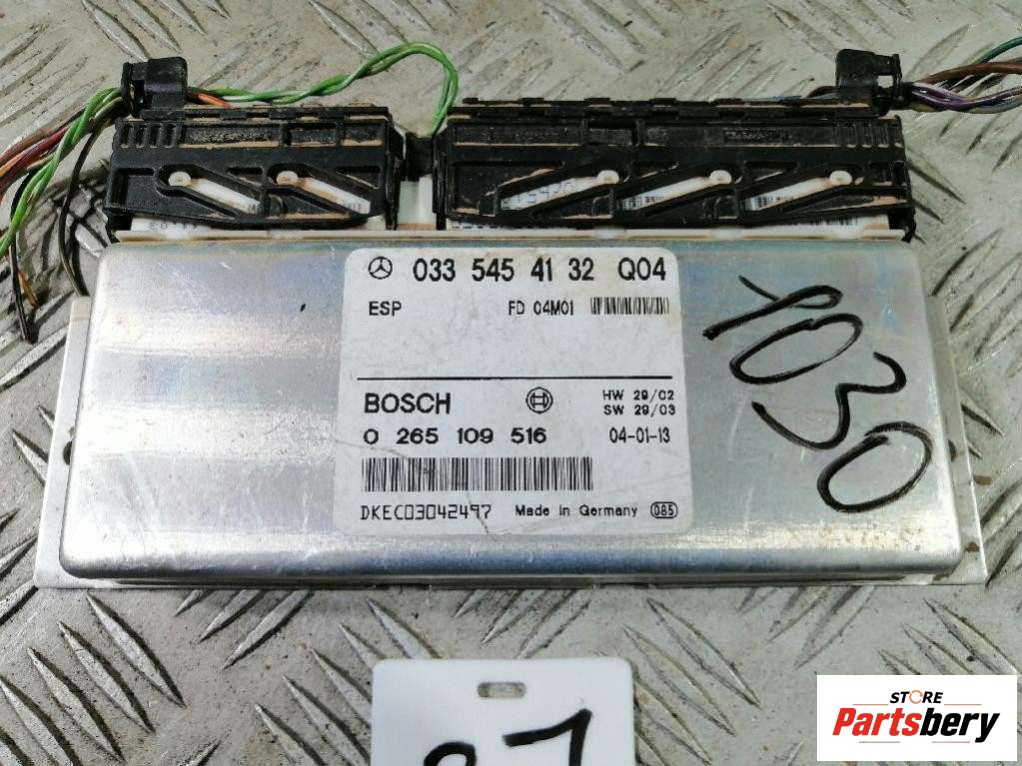 033 545 41 32 Q04
ESP FD 04M01
BOSCH HW 29/02
SW 29/03
0 265 109 516 04-01-13
DKEC03042497 Made in Germany 085
1030
37
STORE
Partsbery